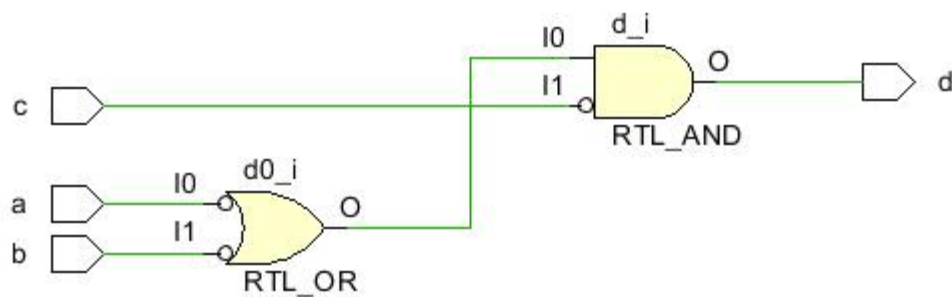 d_i
I0
O
c
I1
d
RTL_AND
d0_i
a
I0
O
b
I1
RTL_OR